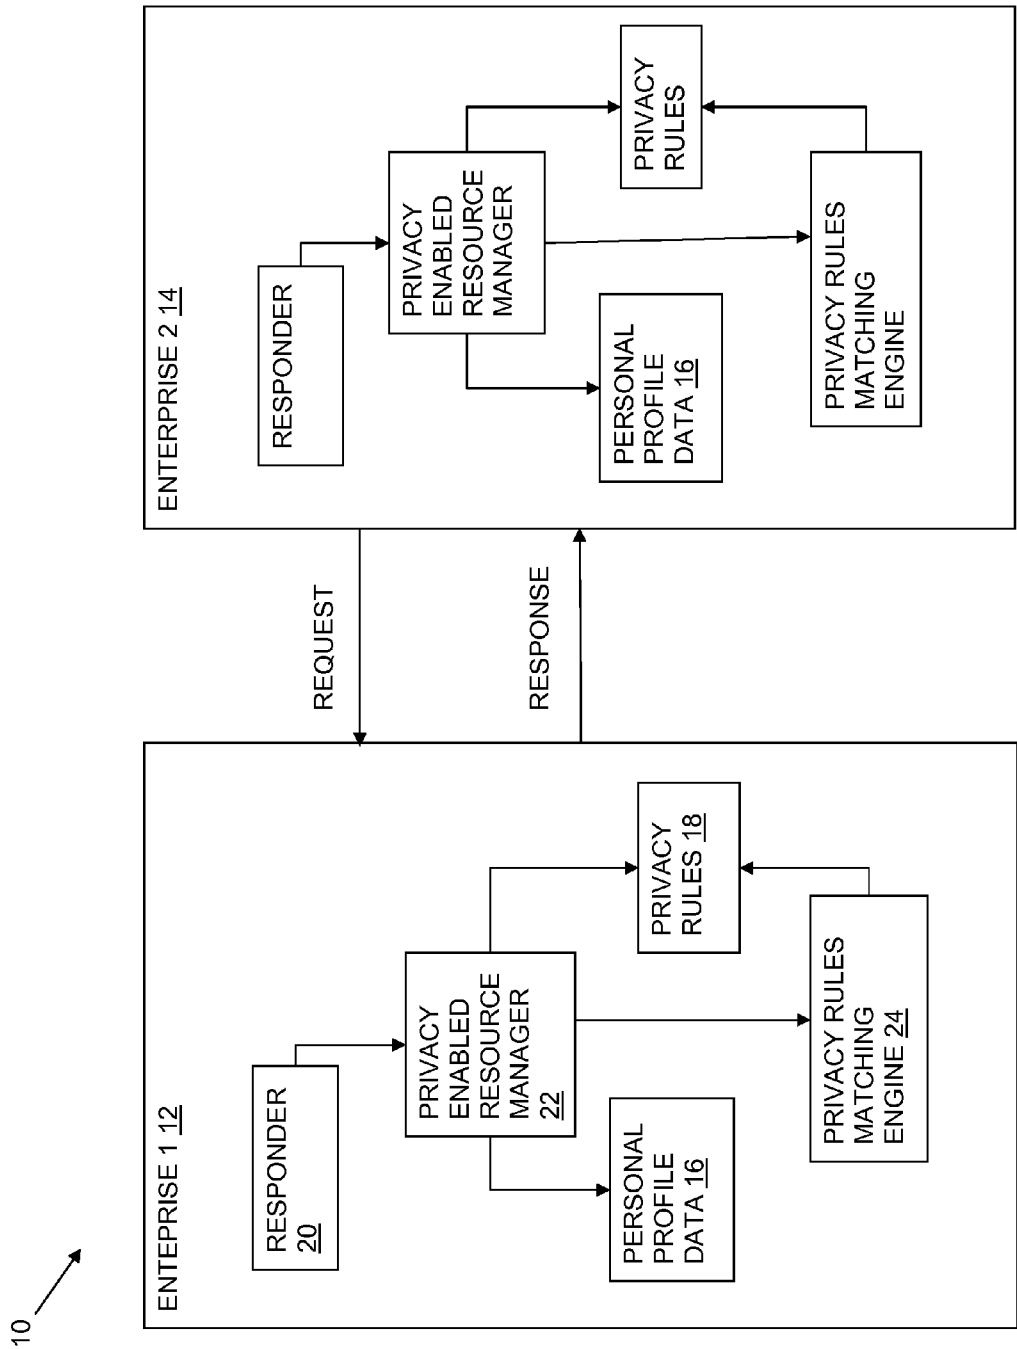 10
ENTEPRISE 1 12
RESPONDER
20
PRIVACY
ENABLED
RESOURCE
MANAGER
22
PERSONAL
PROFILE
DATA 16
PRIVACY
RULES 18
PRIVACY RULES
MATCHING
ENGINE 24
REQUEST
RESPONSE
ENTERPRISE 2 14
RESPONDER
PRIVACY
ENABLED
RESOURCE
MANAGER
PERSONAL
PROFILE
DATA 16
PRIVACY
RULES
PRIVACY RULES
MATCHING
ENGINE